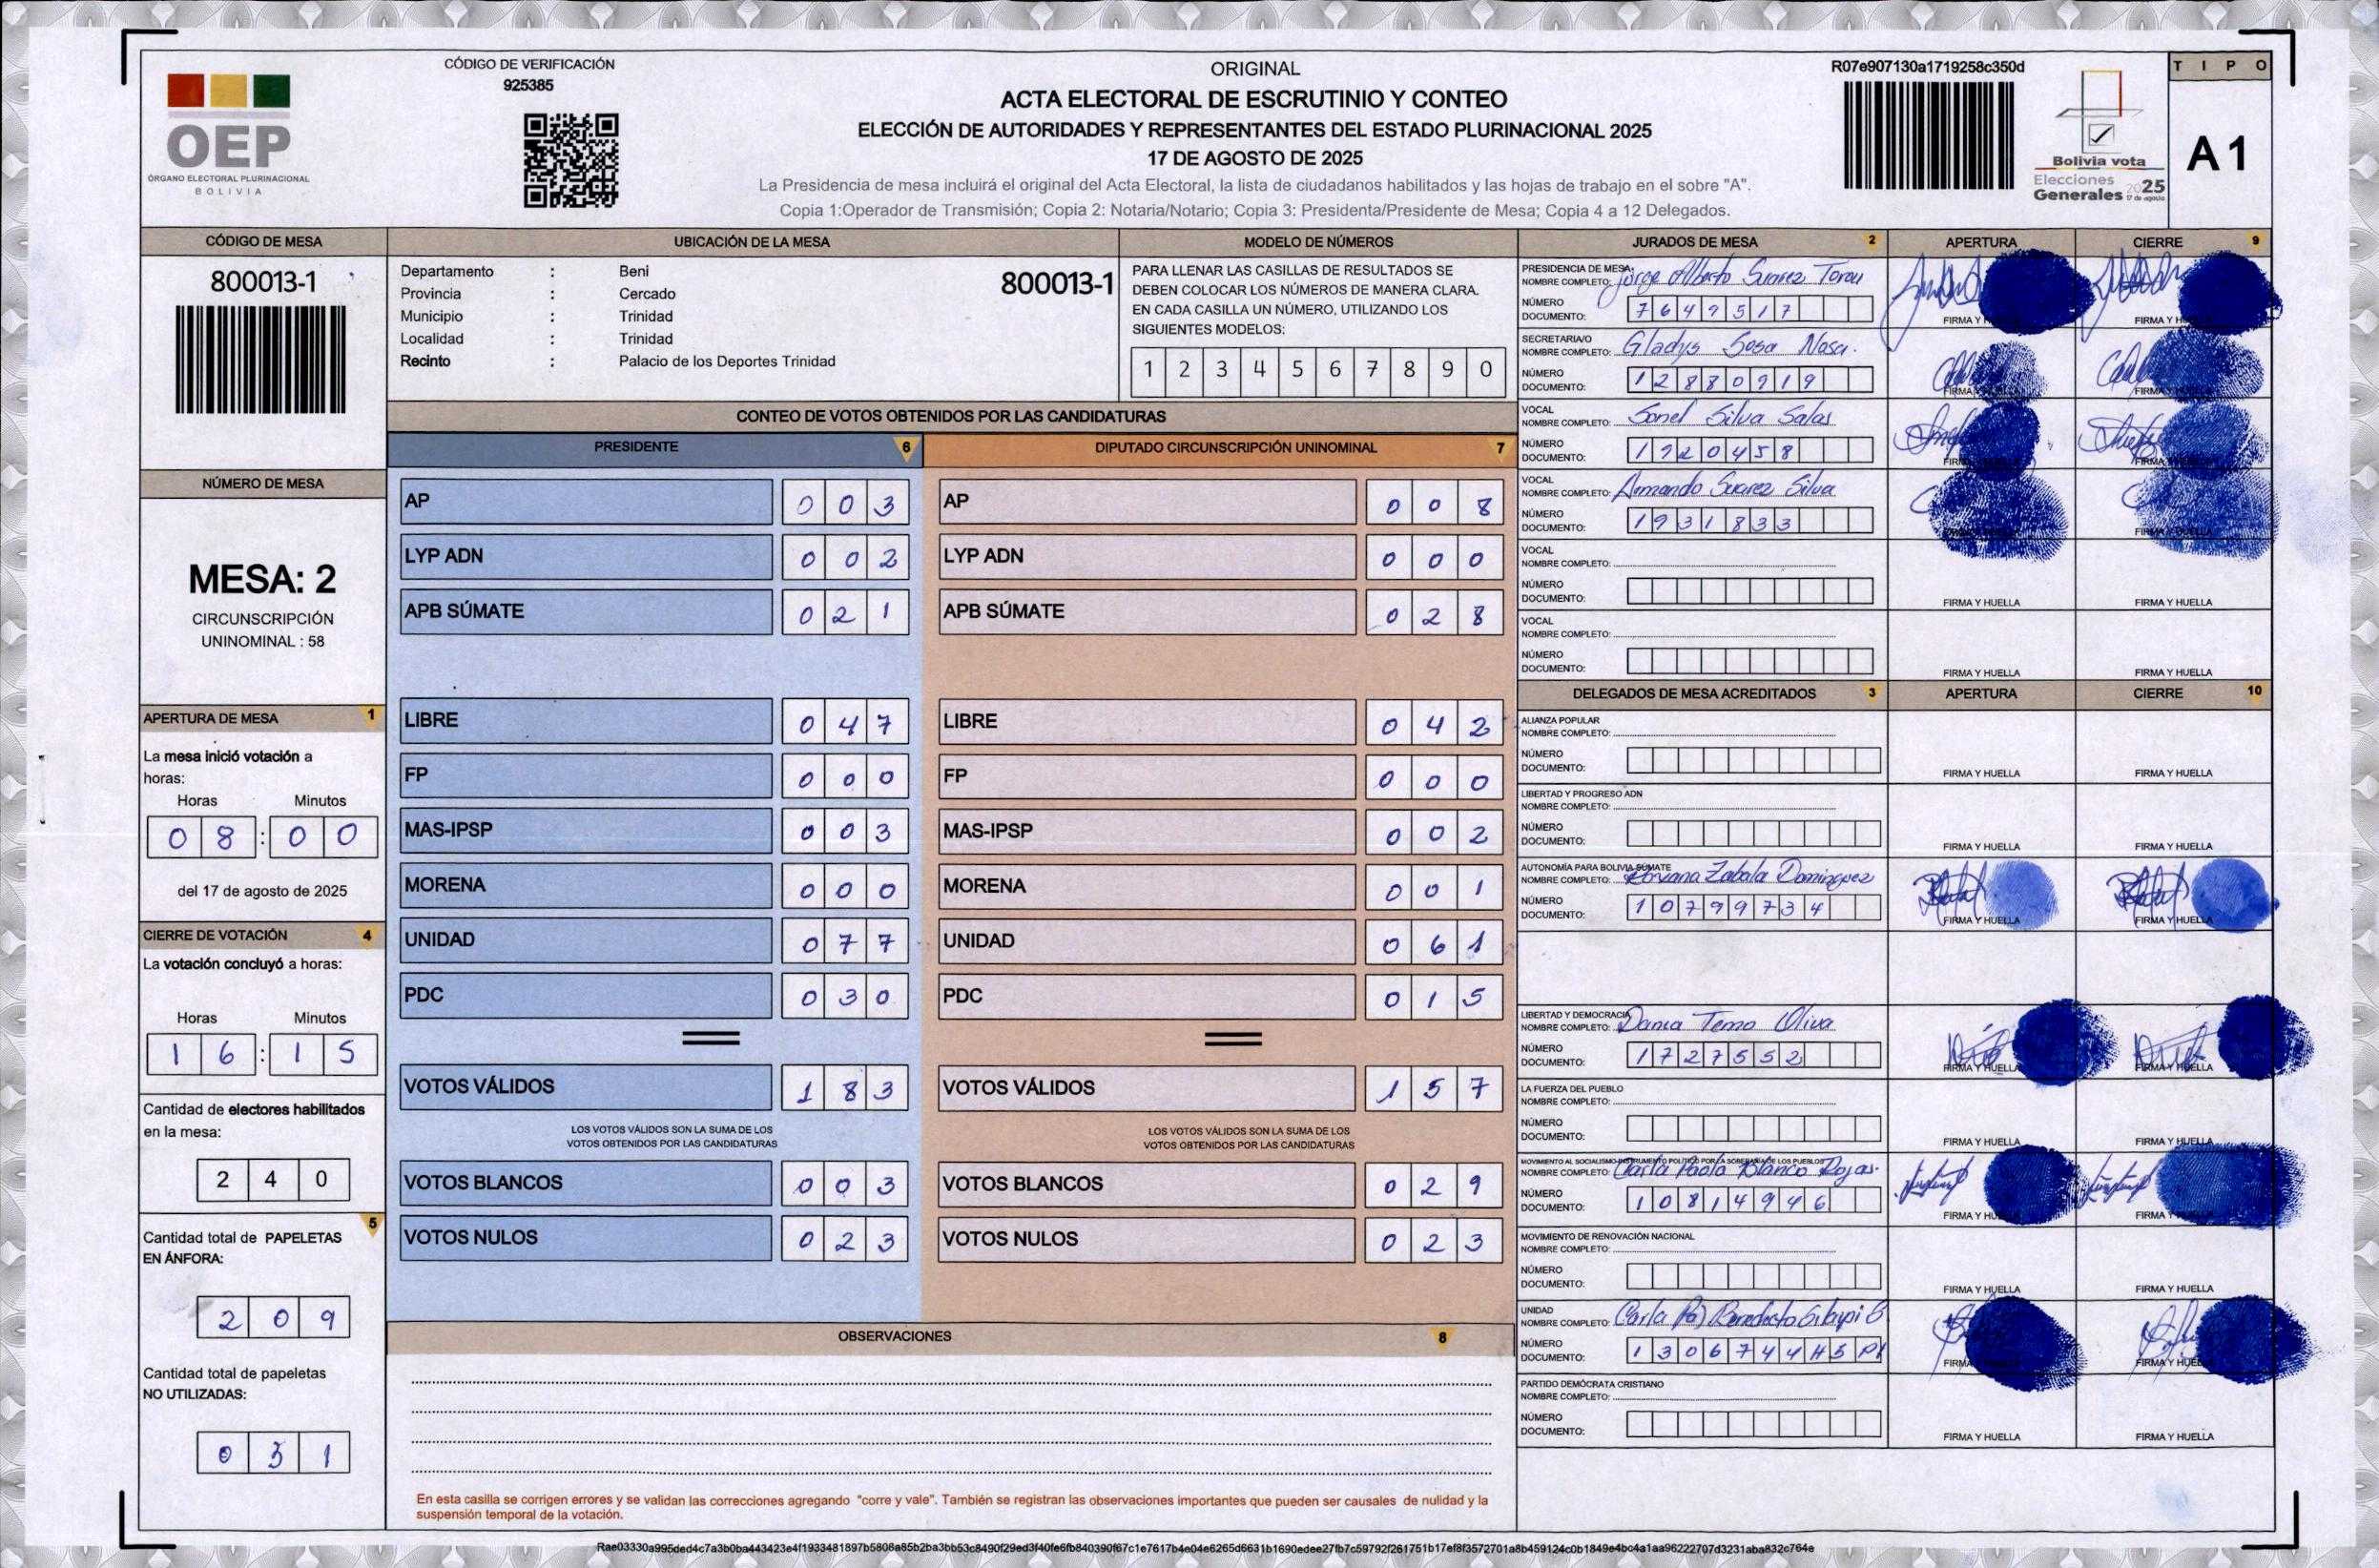 CÓDIGO DE VERIFICACIÓN
925385
OEP
ÓRGANO ELECTORAL PLURINACIONAL
BOLIVIA
ORIGINAL
ACTA ELECTORAL DE ESCRUTINIO Y CONTEO
ELECCIÓN DE AUTORIDADES Y REPRESENTANTES DEL ESTADO PLURINACIONAL 2025
17 DE AGOSTO DE 2025
La Presidencia de mesa incluirá el original del Acta Electoral, la lista de ciudadanos habilitados y las hojas de trabajo en el sobre "A".
Copia 1:Operador de Transmisión; Copia 2: Notaria/Notario; Copia 3: Presidenta/Presidente de Mesa; Copia 4 a 12 Delegados.
R07e907130a1719258c350d
Bolivia vota
Elecciones
Generales 2025
17 de agosto
TIPO
A1
CÓDIGO DE MESA
800013-1
NÚMERO DE MESA
MESA: 2
CIRCUNSCRIPCIÓN
UNINOMINAL : 58
APERTURA DE MESA 1
La mesa inició votación a
horas:
Horas Minutos
08:00
del 17 de agosto de 2025
CIERRE DE VOTACIÓN 4
La votación concluyó a horas:
Horas Minutos
16:15
Cantidad de electores habilitados
en la mesa:
240
5
Cantidad total de PAPELETAS
EN ÁNFORA:
209
Cantidad total de papeletas
NO UTILIZADAS:
031
UBICACIÓN DE LA MESA
Departamento : Beni
Provincia : Cercado
Municipio : Trinidad
Localidad : Trinidad
Recinto : Palacio de los Deportes Trinidad
800013-1
MODELO DE NÚMEROS
PARA LLENAR LAS CASILLAS DE RESULTADOS SE
DEBEN COLOCAR LOS NÚMEROS DE MANERA CLARA.
EN CADA CASILLA UN NÚMERO, UTILIZANDO LOS
SIGUIENTES MODELOS:
1 2 3 4 5 6 7 8 9 0
CONTEO DE VOTOS OBTENIDOS POR LAS CANDIDATURAS
PRESIDENTE 6
AP 003
LYP ADN 002
APB SÚMATE 021
LIBRE 047
FP 000
MAS-IPSP 003
MORENA 000
UNIDAD 077
PDC 030
VOTOS VÁLIDOS 183
LOS VOTOS VÁLIDOS SON LA SUMA DE LOS
VOTOS OBTENIDOS POR LAS CANDIDATURAS
VOTOS BLANCOS 003
VOTOS NULOS 023
DIPUTADO CIRCUNSCRIPCIÓN UNINOMINAL 7
AP 008
LYP ADN 000
APB SÚMATE 028
LIBRE 042
FP 000
MAS-IPSP 002
MORENA 001
UNIDAD 061
PDC 015
VOTOS VÁLIDOS 157
LOS VOTOS VÁLIDOS SON LA SUMA DE LOS
VOTOS OBTENIDOS POR LAS CANDIDATURAS
VOTOS BLANCOS 029
VOTOS NULOS 023
OBSERVACIONES 8
En esta casilla se corrigen errores y se validan las correcciones agregando "corre y vale". También se registran las observaciones importantes que pueden ser causales de nulidad y la
suspensión temporal de la votación.
JURADOS DE MESA 2 APERTURA CIERRE 9
PRESIDENCIA DE MESA:
NOMBRE COMPLETO: Jorge Alberto Suarez
NÚMERO
DOCUMENTO: 7649517
FIRMA Y FIRMA Y
SECRETARIA/O
NOMBRE COMPLETO: Gladys Sosa
NÚMERO
DOCUMENTO: 12880919
FIRMA FIRMA
VOCAL
NOMBRE COMPLETO: Sonel Silva Salas
NÚMERO
DOCUMENTO: 1920458
VOCAL
NOMBRE COMPLETO: Armando Suarez Silva
NÚMERO
DOCUMENTO: 1931833
VOCAL
NOMBRE COMPLETO:
NÚMERO
DOCUMENTO:
FIRMA Y HUELLA FIRMA Y HUELLA
VOCAL
NOMBRE COMPLETO:
NÚMERO
DOCUMENTO:
FIRMA Y HUELLA FIRMA Y HUELLA
DELEGADOS DE MESA ACREDITADOS 3 APERTURA CIERRE 10
ALIANZA POPULAR
NOMBRE COMPLETO:
NÚMERO
DOCUMENTO:
FIRMA Y HUELLA FIRMA Y HUELLA
LIBERTAD Y PROGRESO ADN
NOMBRE COMPLETO:
NÚMERO
DOCUMENTO:
FIRMA Y HUELLA FIRMA Y HUELLA
AUTONOMÍA PARA BOLIVIA SÚMATE
NOMBRE COMPLETO: Zabala Dominguez
NÚMERO
DOCUMENTO: 10799734
FIRMA Y HUELLA FIRMA Y HUELLA
LIBERTAD Y DEMOCRACIA
NOMBRE COMPLETO: Oliva
NÚMERO
DOCUMENTO: 1727552
FIRMA Y HUELLA FIRMA Y HUELLA
LA FUERZA DEL PUEBLO
NOMBRE COMPLETO:
NÚMERO
DOCUMENTO:
FIRMA Y HUELLA FIRMA Y HUELLA
MOVIMIENTO AL SOCIALISMO-INSTRUMENTO POLÍTICO POR LA SOBERANÍA DE LOS PUEBLOS
NOMBRE COMPLETO: Carla Paola Blanco Rojas.
NÚMERO
DOCUMENTO: 10814946
FIRMA Y HUELLA FIRMA Y
MOVIMIENTO DE RENOVACIÓN NACIONAL
NOMBRE COMPLETO:
NÚMERO
DOCUMENTO:
FIRMA Y HUELLA FIRMA Y HUELLA
UNIDAD
NOMBRE COMPLETO: Carla
NÚMERO
DOCUMENTO:
FIRMA FIRMA Y HUELLA
PARTIDO DEMÓCRATA CRISTIANO
NOMBRE COMPLETO:
NÚMERO
DOCUMENTO:
FIRMA Y HUELLA FIRMA Y HUELLA